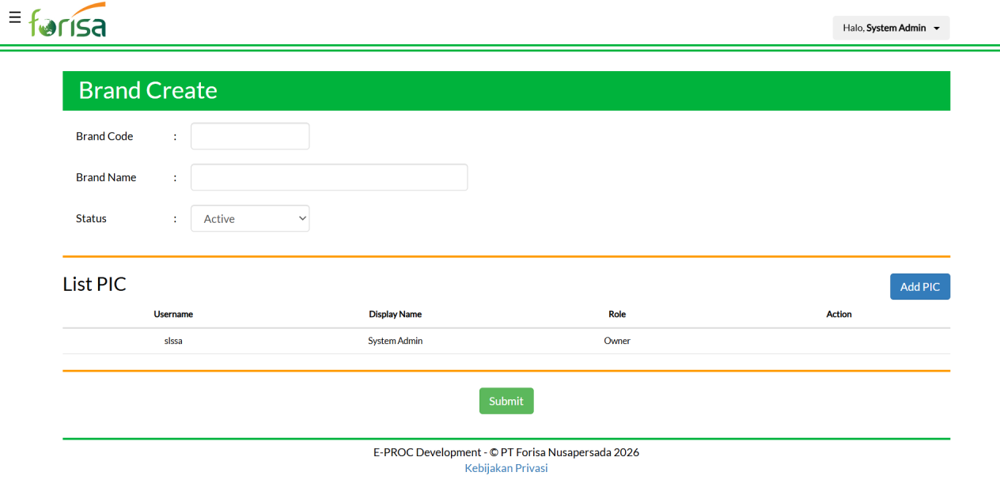 ☰ forisa
Halo, System Admin
Brand Create
Brand Code :
Brand Name :
Status : Active
List PIC
Add PIC
Username Display Name Role Action
slssa System Admin Owner
Submit
E-PROC Development - © PT Forisa Nusapersada 2026
Kebijakan Privasi